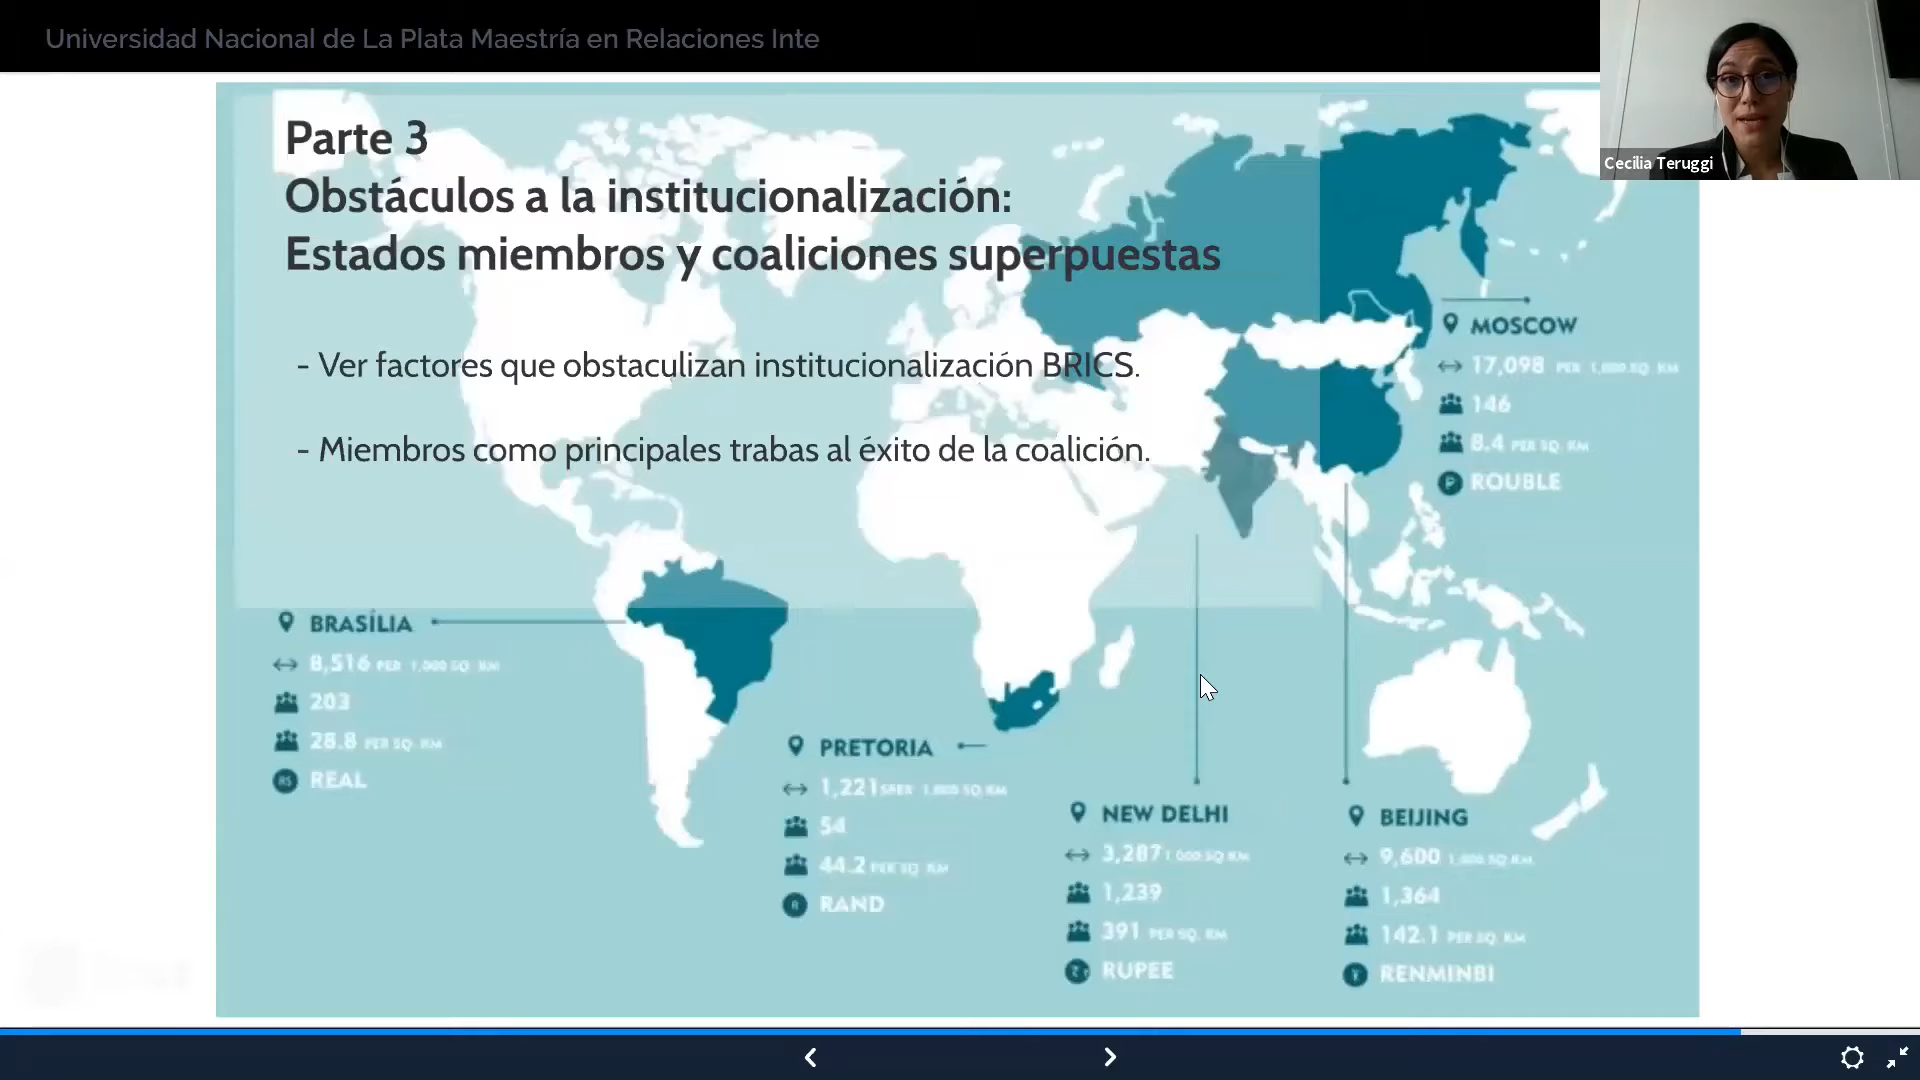 Universidad Nacional de La Plata Maestría en Relaciones Inte
Cecilia Teruggi
Parte 3
Obstáculos a la institucionalización:
Estados miembros y coaliciones superpuestas
- Ver factores que obstaculizan institucionalización BRICS.
- Miembros como principales trabas al éxito de la coalición.
MOSCOW
17,098 PER 1,000 SQ. KM
146
8.4 PER SQ. KM
ROUBLE
BRASÍLIA
8,516 PER 1,000 SQ. KM
203
28.8 PER SQ. KM
REAL
PRETORIA
1,221 1,000 SQ KM
54
44.2 PER SQ. KM
RAND
NEW DELHI
3,287 SQ KM
1,239
391 PER SQ. KM
RUPEE
BEIJING
9,600 SQ. KM
1,364
142.1 PER SQ. KM
RENMINBI